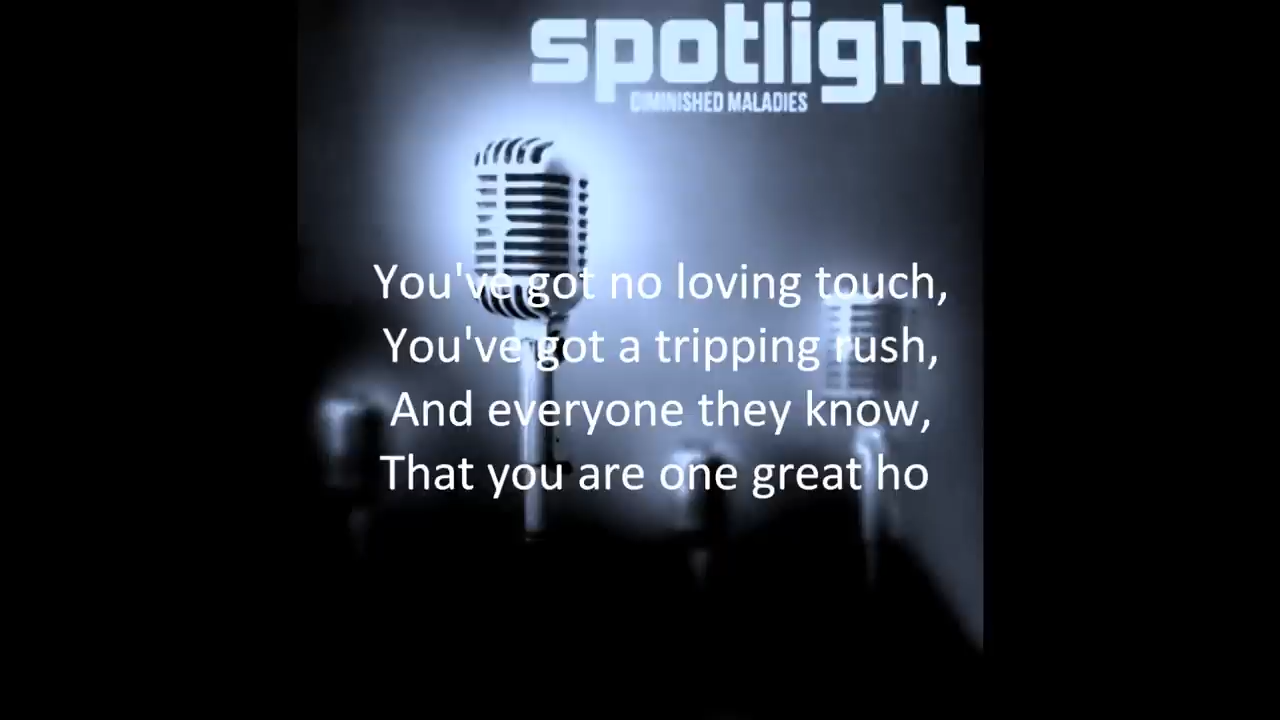 spotlight
DIMINISHED MALADIES
You've got no loving touch,
You've got a tripping rush,
And everyone they know,
That you are one great ho